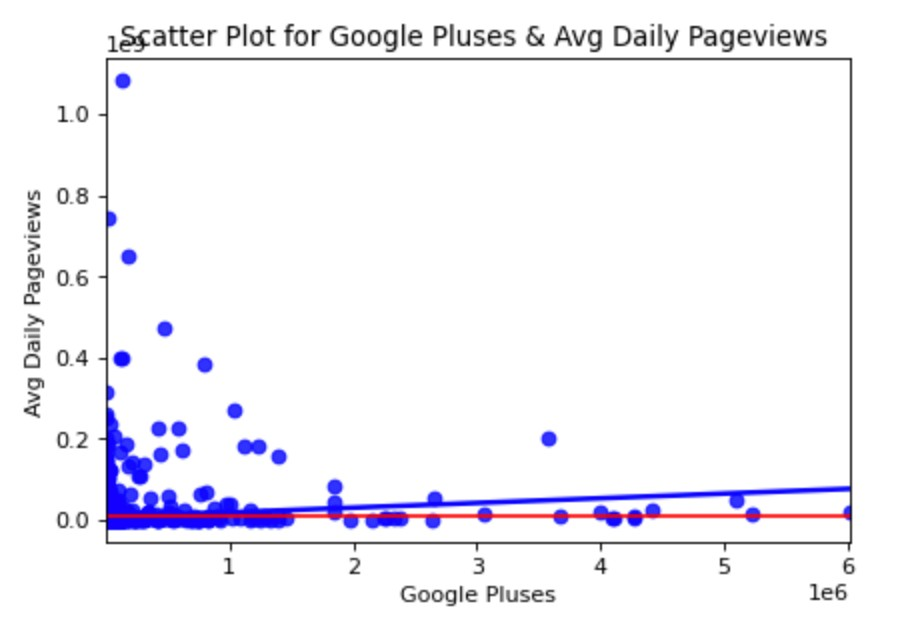 Scatter Plot for Google Pluses & Avg Daily Pageviews
1e9
1.0
0.8
0.6
0.4
0.2
0.0
Avg Daily Pageviews
1 2 3 4 5 6
Google Pluses
1e6